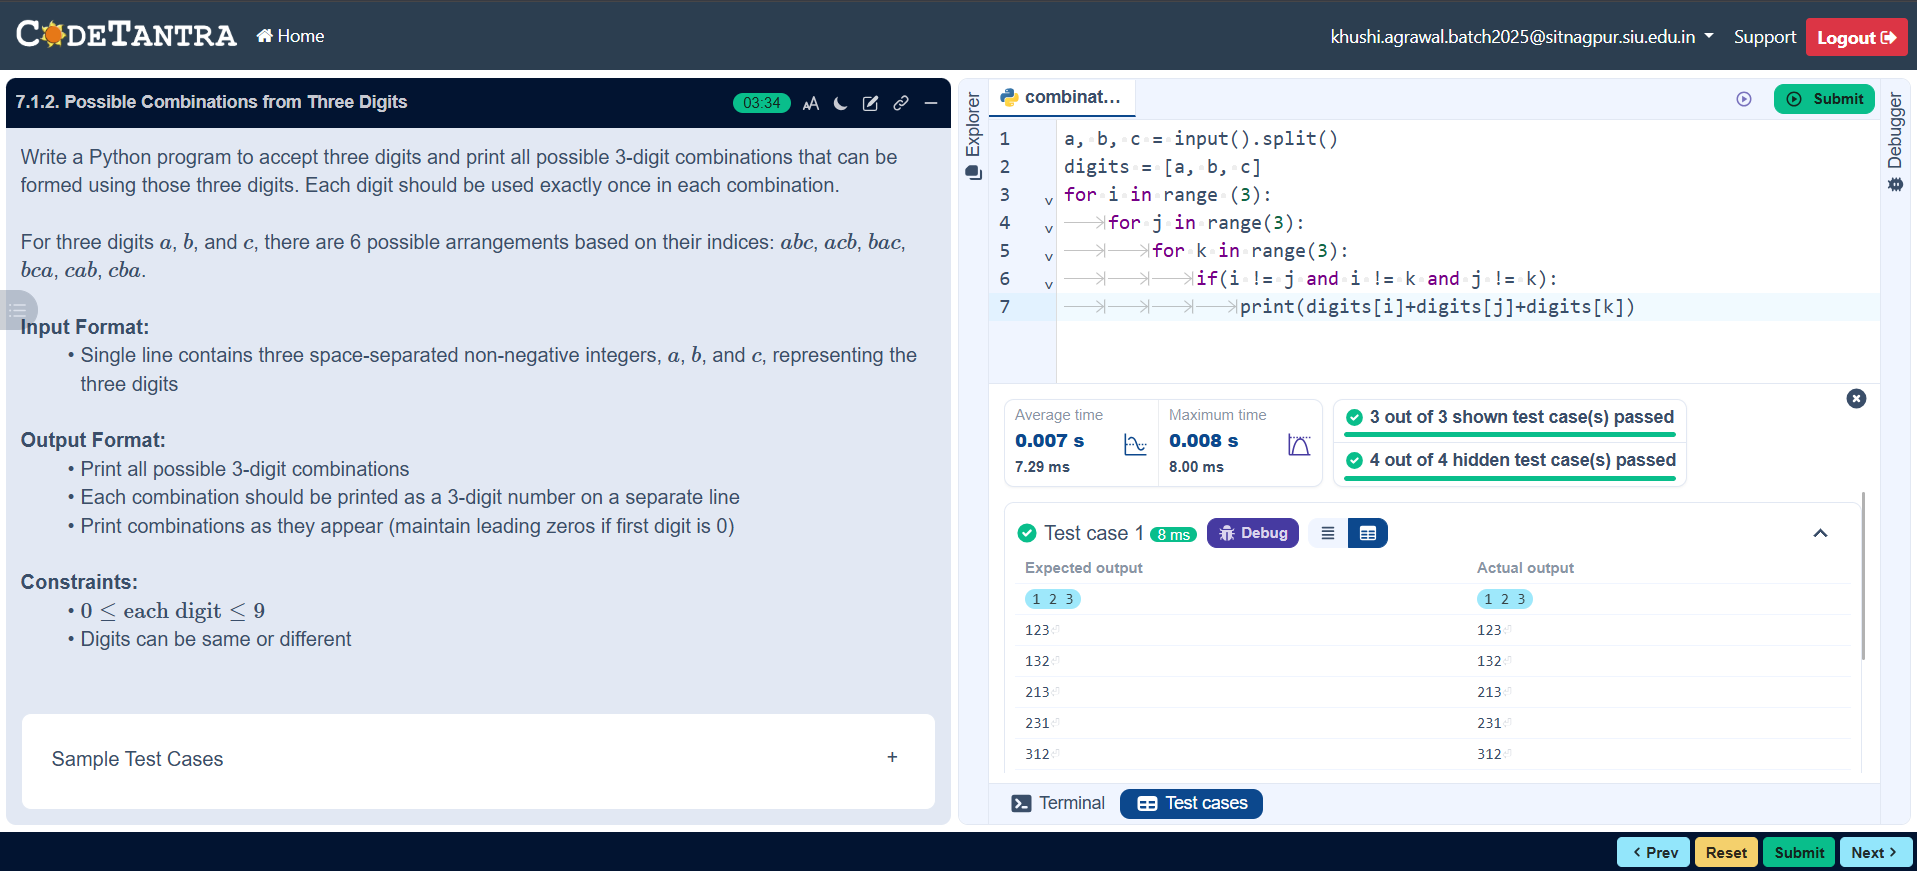 CODETANTRA Home khushi.agrawal.batch2025@sitnagpur.siu.edu.in Support Logout
7.1.2. Possible Combinations from Three Digits 03:34 AA
Write a Python program to accept three digits and print all possible 3-digit combinations that can be
formed using those three digits. Each digit should be used exactly once in each combination.
For three digits a, b, and c, there are 6 possible arrangements based on their indices: abc, acb, bac,
bca, cab, cba.
Input Format:
• Single line contains three space-separated non-negative integers, a, b, and c, representing the
three digits
Output Format:
• Print all possible 3-digit combinations
• Each combination should be printed as a 3-digit number on a separate line
• Print combinations as they appear (maintain leading zeros if first digit is 0)
Constraints:
• 0 ≤ each digit ≤ 9
• Digits can be same or different
Sample Test Cases +
Explorer
combinat...
Submit
Debugger
1 a, b, c = input().split()
2 digits = [a, b, c]
3 for i in range (3):
4 for j in range(3):
5 for k in range(3):
6 if(i != j and i != k and j != k):
7 print(digits[i]+digits[j]+digits[k])
Average time Maximum time
0.007 s 0.008 s
7.29 ms 8.00 ms
3 out of 3 shown test case(s) passed
4 out of 4 hidden test case(s) passed
Test case 1 8 ms Debug
Expected output Actual output
1 2 3 1 2 3
123 123
132 132
213 213
231 231
312 312
Terminal Test cases
< Prev Reset Submit Next >